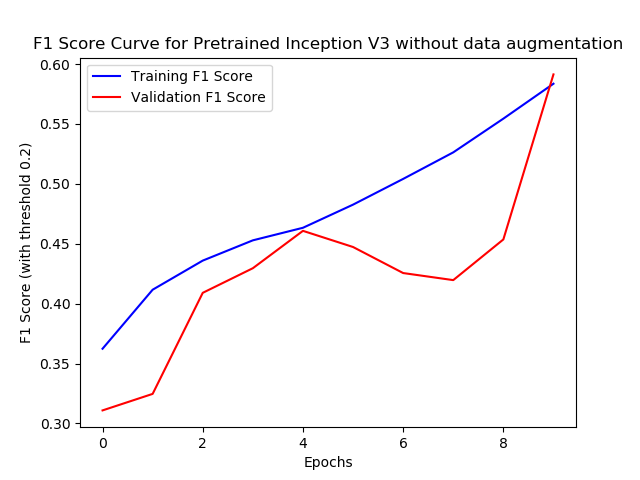 F1 Score Curve for Pretrained Inception V3 without data augmentation
Training F1 Score
Validation F1 Score
F1 Score (with threshold 0.2)
0.60
0.55
0.50
0.45
0.40
0.35
0.30
0 2 4 6 8
Epochs